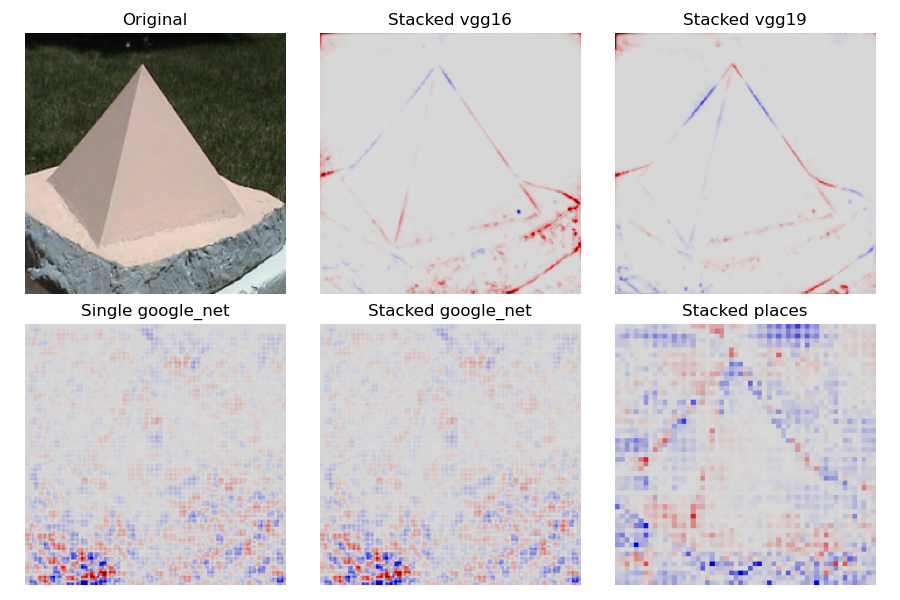 Original
Stacked vgg16
Stacked vgg19
Single google_net
Stacked google_net
Stacked places